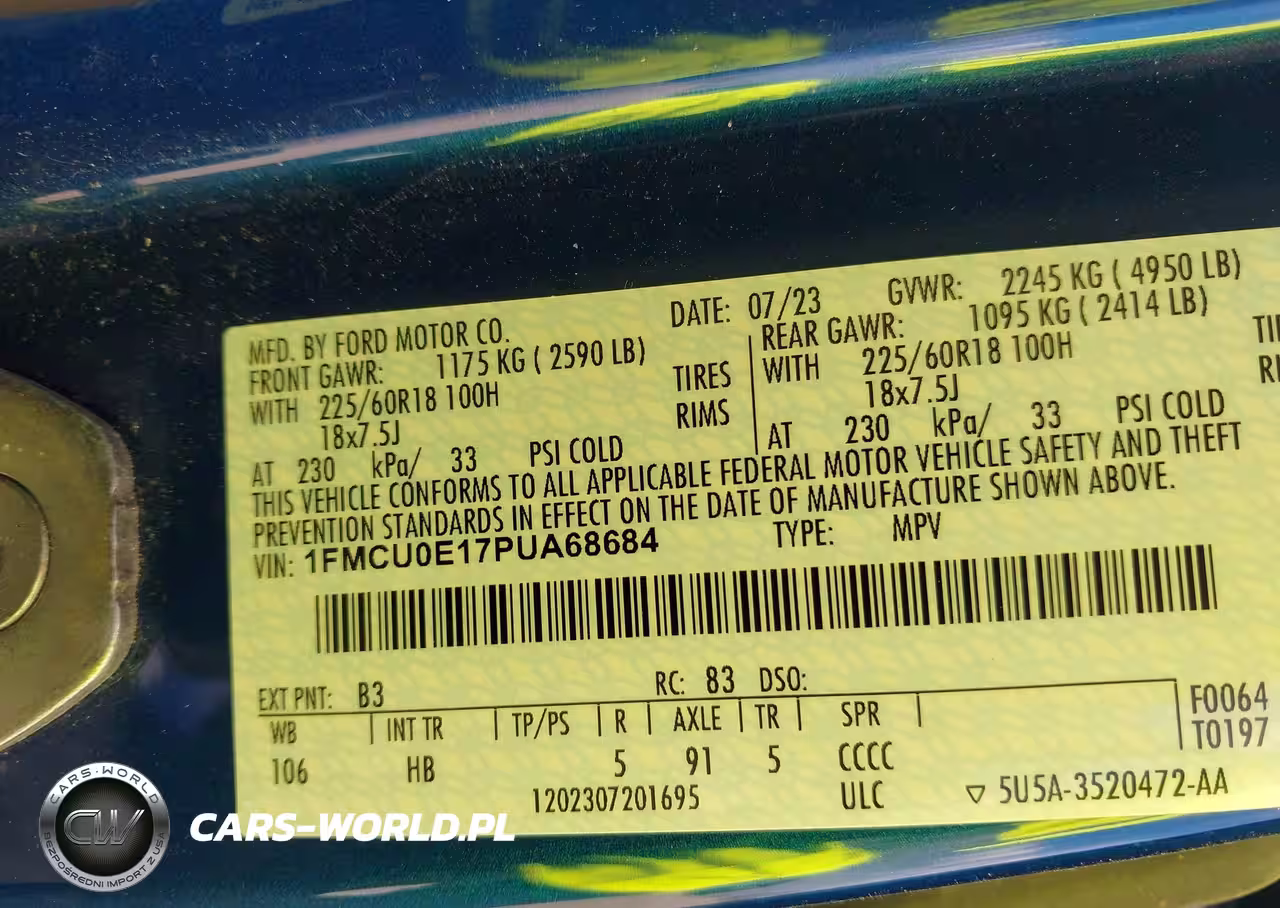 MFD. BY FORD MOTOR CO. DATE: 07/23 GVWR: 2245 KG ( 4950 LB)
FRONT GAWR: 1175 KG ( 2590 LB) REAR GAWR: 1095 KG ( 2414 LB)
WITH 225/60R18 100H TIRES WITH 225/60R18 100H TI
18x7.5J RIMS 18x7.5J RI
AT 230 kPa/ 33 PSI COLD AT 230 kPa/ 33 PSI COLD
THIS VEHICLE CONFORMS TO ALL APPLICABLE FEDERAL MOTOR VEHICLE SAFETY AND THEFT
PREVENTION STANDARDS IN EFFECT ON THE DATE OF MANUFACTURE SHOWN ABOVE.
VIN: 1FMCU0E17PUA68684 TYPE: MPV
EXT PNT: B3 RC: 83 DSO:
WB INT TR TP/PS R AXLE TR SPR F0064
106 HB 5 91 5 CCCC T0197
1202307201695 ULC ▽ 5U5A-3520472-AA
CARS-WORLD
CW
BEZPOŚREDNI IMPORT Z USA
CARS-WORLD.PL